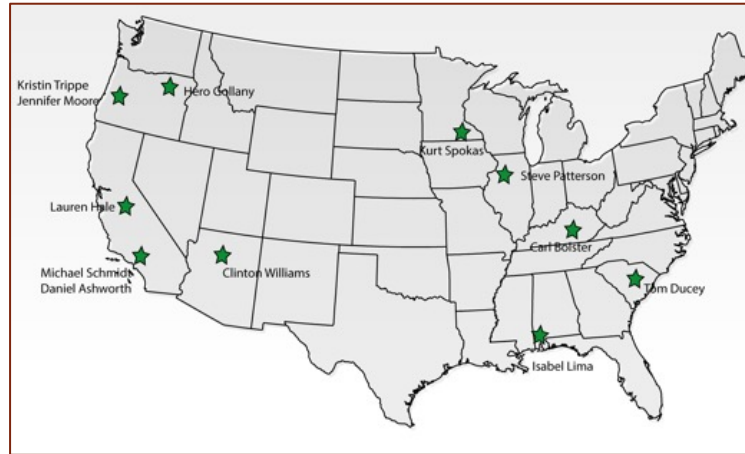 Kristin Trippe
Jennifer Moore
Hero Gollany
Kurt Spokas
Steve Patterson
Lauren Hale
Carl Bolster
Michael Schmidt
Daniel Ashworth
Clinton Williams
Tom Ducey
Isabel Lima